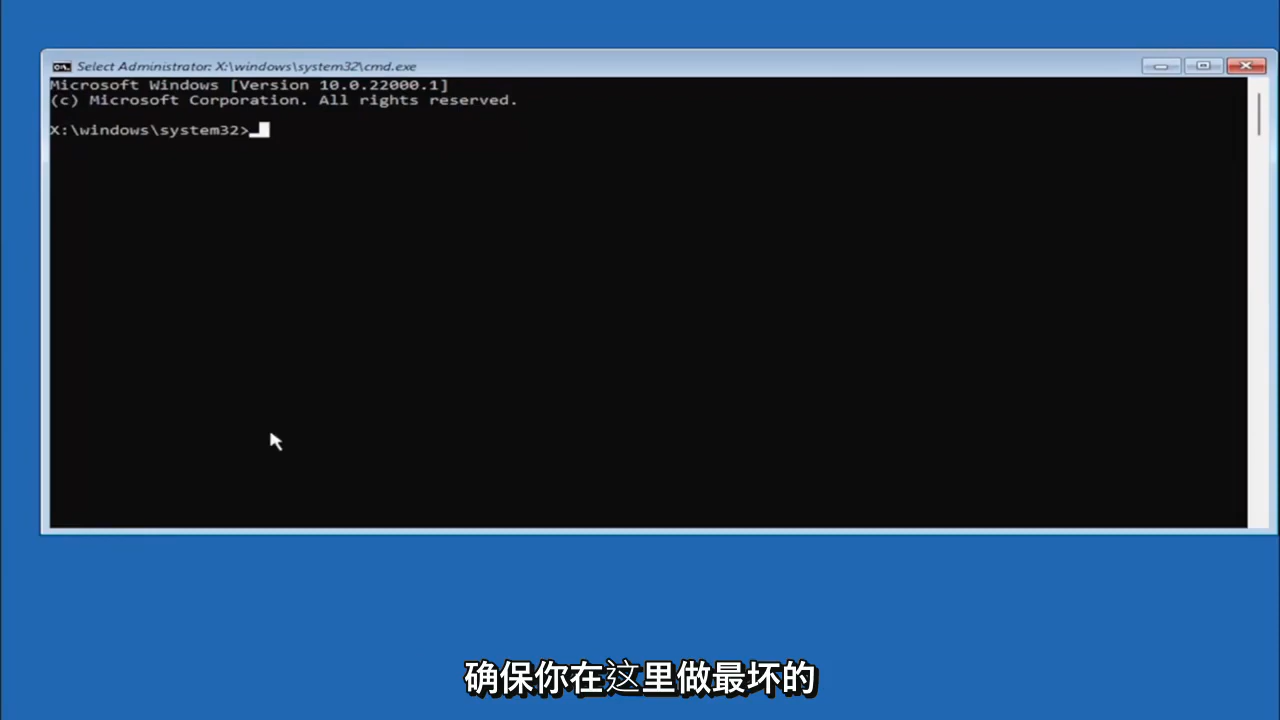 Select Administrator: X:\windows\system32\cmd.exe
Microsoft Windows [Version 10.0.22000.1]
(c) Microsoft Corporation. All rights reserved.
X:\windows\system32>
确保你在这里做最坏的